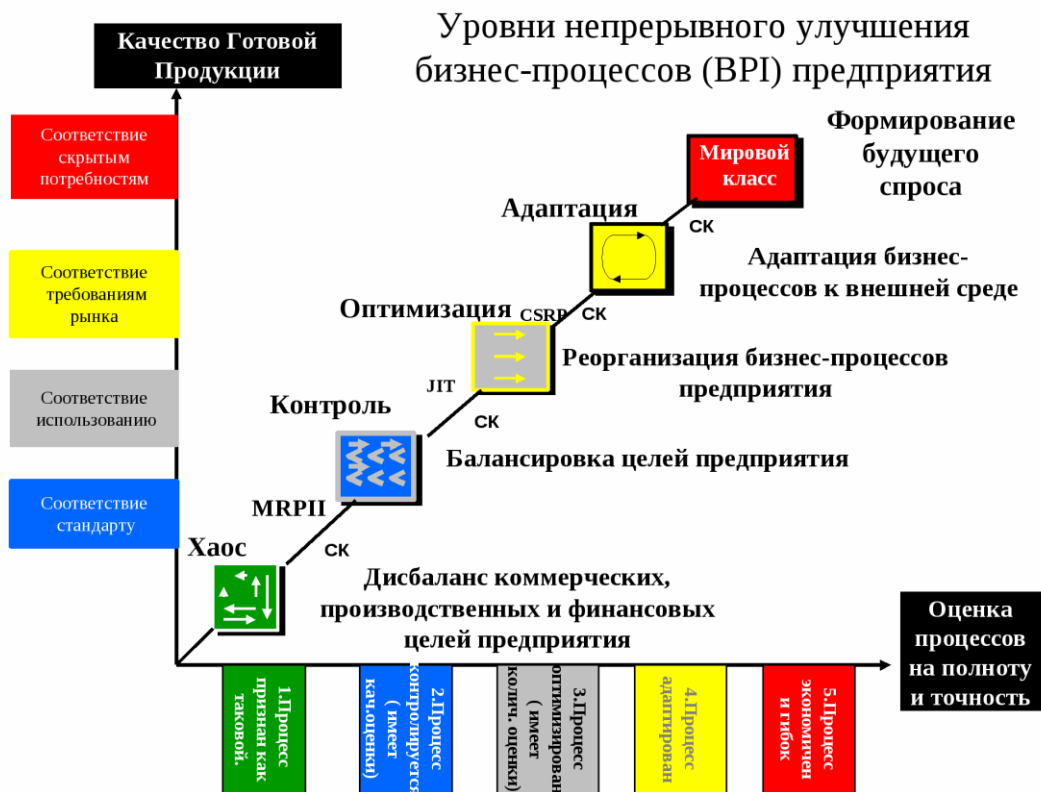 Уровни непрерывного улучшения
бизнес-процессов (BPI) предприятия
Качество Готовой
Продукции
Соответствие
скрытым
потребностям
Соответствие
требованиям
рынка
Соответствие
использованию
Соответствие
стандарту
Мировой
класс
Формирование
будущего
спроса
СК
Адаптация
Адаптация бизнес-
процессов к внешней среде
CSRP
СК
Оптимизация
Реорганизация бизнес-процессов
предприятия
JIT
СК
Контроль
Балансировка целей предприятия
MRPII
СК
Хаос
Дисбаланс коммерческих,
производственных и финансовых
целей предприятия
Оценка
процессов
на полноту
и точность
1.Процесс
признан как
таковой.
2.Процесс
контролируется
( имеет
кач.оценки)
3.Процесс
оптимизирован
( имеет
колич. оценки)
4.Процесс
адаптирован
5.Процесс
экономичен
и гибок